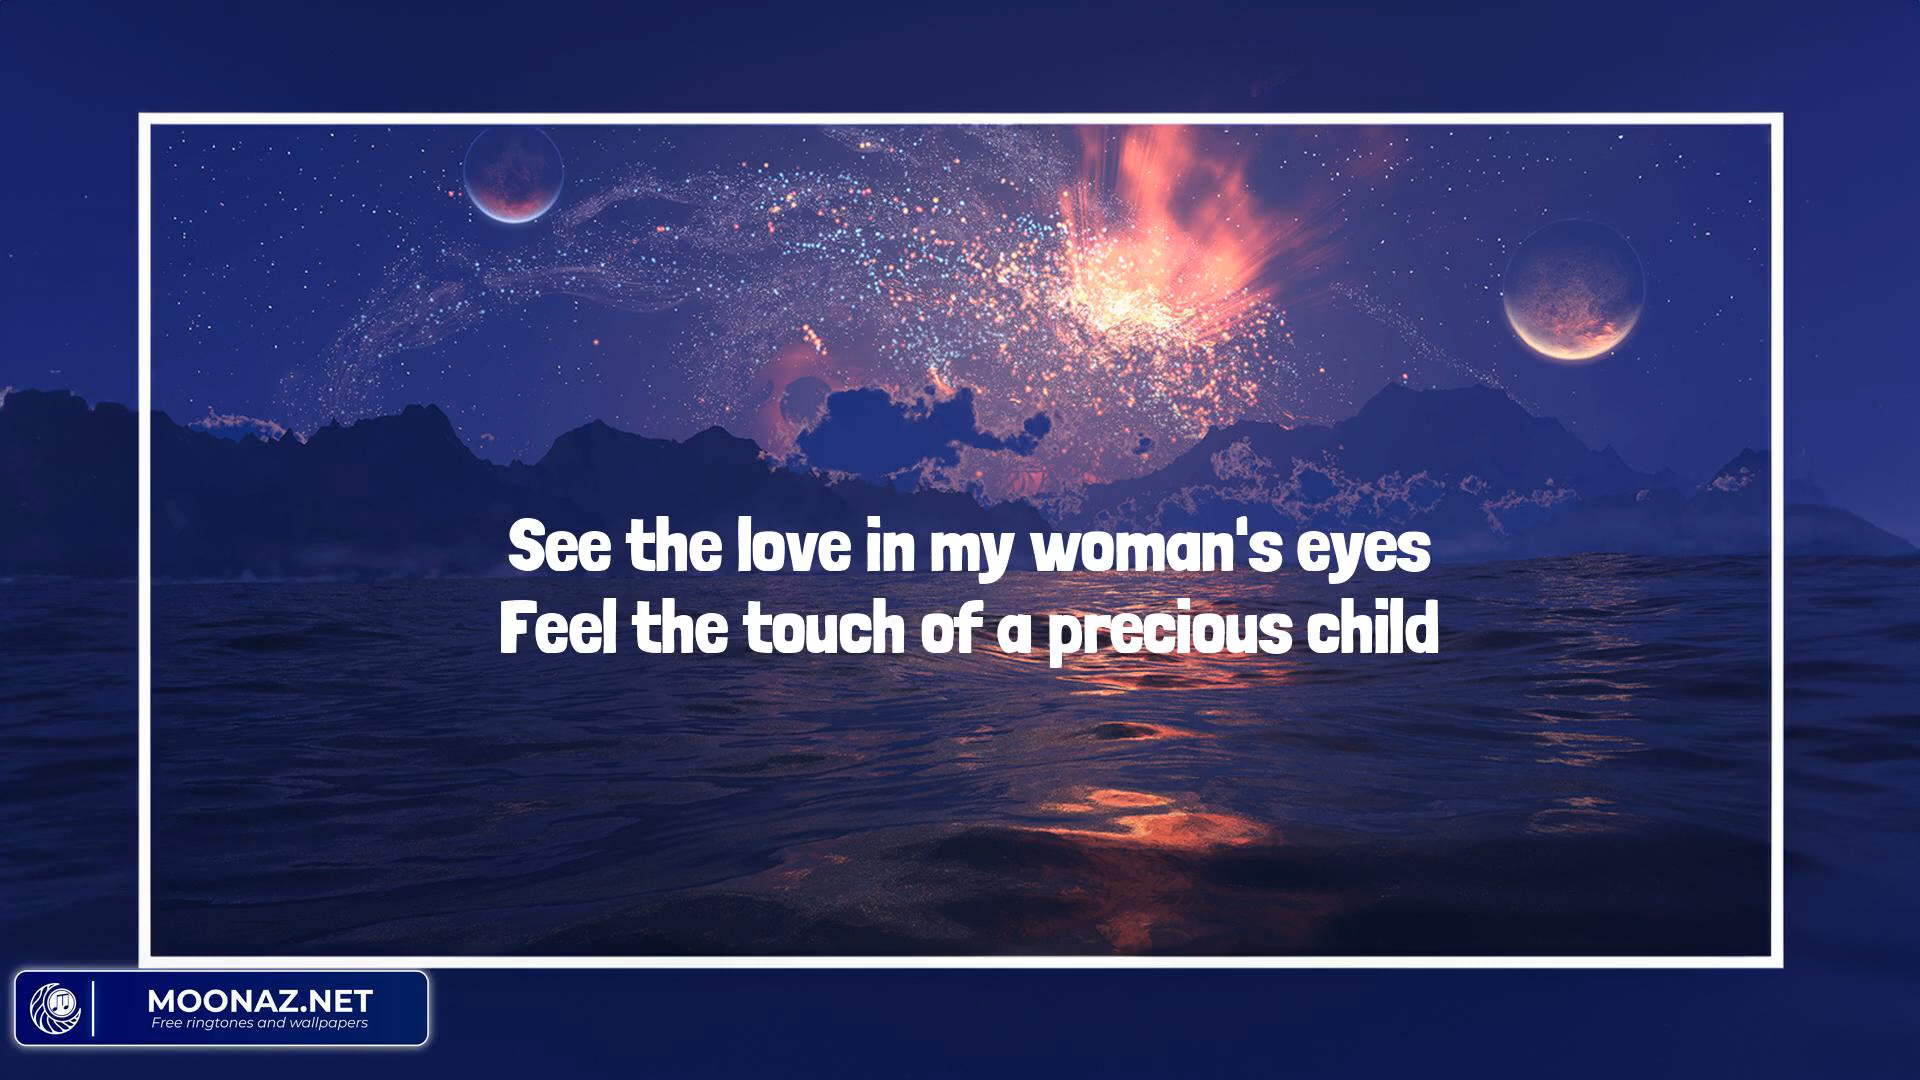 See the love in my woman's eyes
Feel the touch of a precious child
MOONAZ.NET
Free ringtones and wallpapers